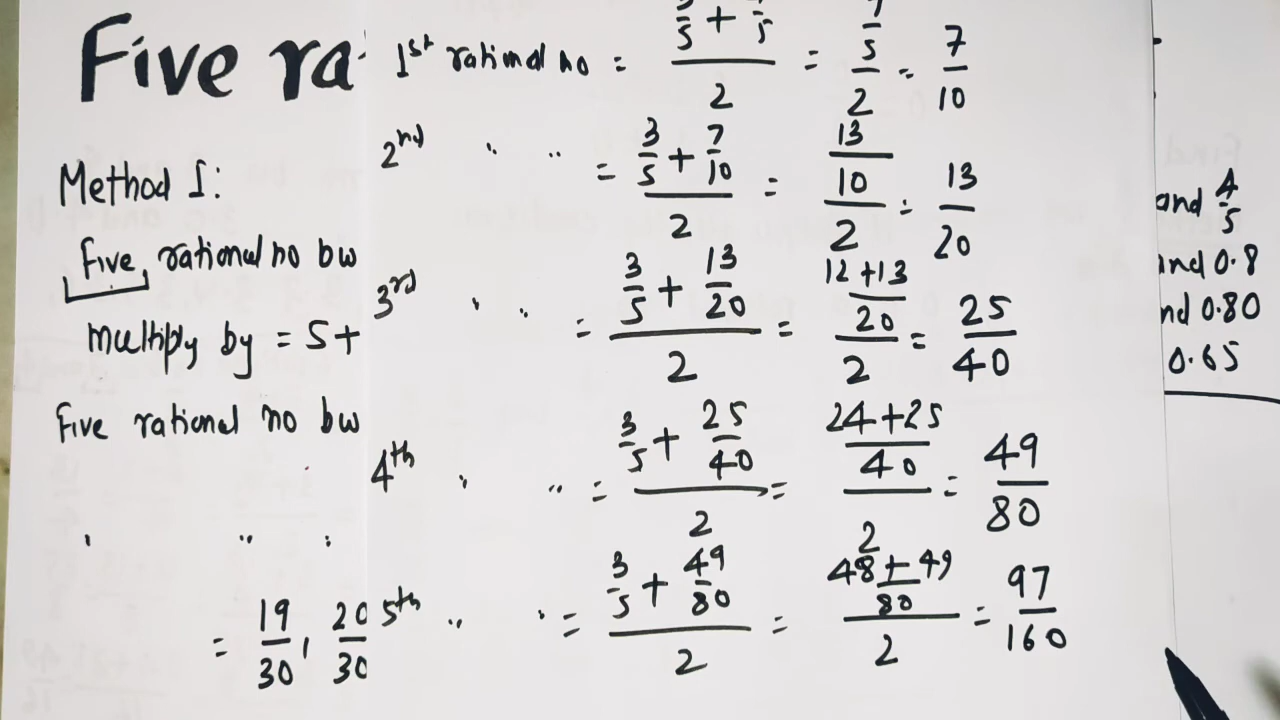 Five ra
Method I:
Five rational no bw
multiply by = 5+
Five rational no bw
= 19/30, 20/30
1st rational no = (3/5 + /5)/2 = (7/5)/2 = 7/10
2nd " " = (3/5 + 7/10)/2 = (13/10)/2 = 13/20
3rd " " = (3/5 + 13/20)/2 = ((12+13)/20)/2 = 25/40
4th " " = (3/5 + 25/40)/2 = ((24+25)/40)/2 = 49/80
5th " " = (3/5 + 49/80)/2 = ((48+49)/80)/2 = 97/160
and 4/5
and 0.8
nd 0.80
0.65